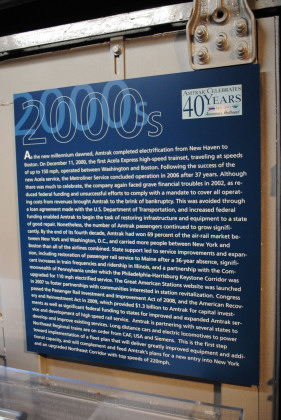 2000s
AMTRAK CELEBRATES
40 YEARS
As the new millennium dawned, Amtrak completed electrification from New Haven to
Boston. On December 11, 2000, the first Acela Express high-speed trainset, traveling at speeds
of up to 150 mph, operated between Washington and Boston. Following the success of the
new Acela service, the Metroliner Service concluded operation in 2006 after 37 years. Although
there was much to celebrate, the company again faced grave financial troubles in 2002, as re-
duced federal funding and unsuccessful efforts to comply with a mandate to cover all operat-
ing costs from revenues brought Amtrak to the brink of bankruptcy. This was avoided through
a loan agreement made with the U.S. Department of Transportation, and increased federal
funding enabled Amtrak to begin the task of restoring infrastructure and equipment to a state
of good repair. Nonetheless, the number of Amtrak passengers continued to grow signifi-
cantly. By the end of its fourth decade, Amtrak had won 69 percent of the air-rail market be-
tween New York and Washington, D.C., and carried more people between New York and
Boston than all of the airlines combined. State support led to service improvements and expan-
sion, including restoration of passenger rail service to Maine after a 36-year absence, signifi-
cant increases in train frequencies and ridership in Illinois, and a partnership with the Com-
monwealth of Pennsylvania under which the Philadelphia-Harrisburg Keystone Corridor was
upgraded for 110 mph electrified service. The Great American Stations website was launched
in 2007 to foster partnerships with communities interested in station revitalization. Congress
passed the Passenger Rail Investment and Improvement Act of 2008, and the American Recov-
ery and Reinvestment Act in 2009, which provided $1.3 billion to Amtrak for capital invest-
ments as well as significant federal funding to states for improved and expanded Amtrak ser-
vice and development of high speed rail service. Amtrak is partnering with several states to
develop and improve existing services. Long distance cars and electric locomotives to power
Northeast Regional trains are on order from CAF, USA and Siemens. This is the first step
toward implementation of a fleet plan that will deliver greatly improved equipment and addi-
tional capacity, and will complement and feed Amtrak's plans for a new entry into New York
and an upgraded Northeast Corridor with top speeds of 220mph.